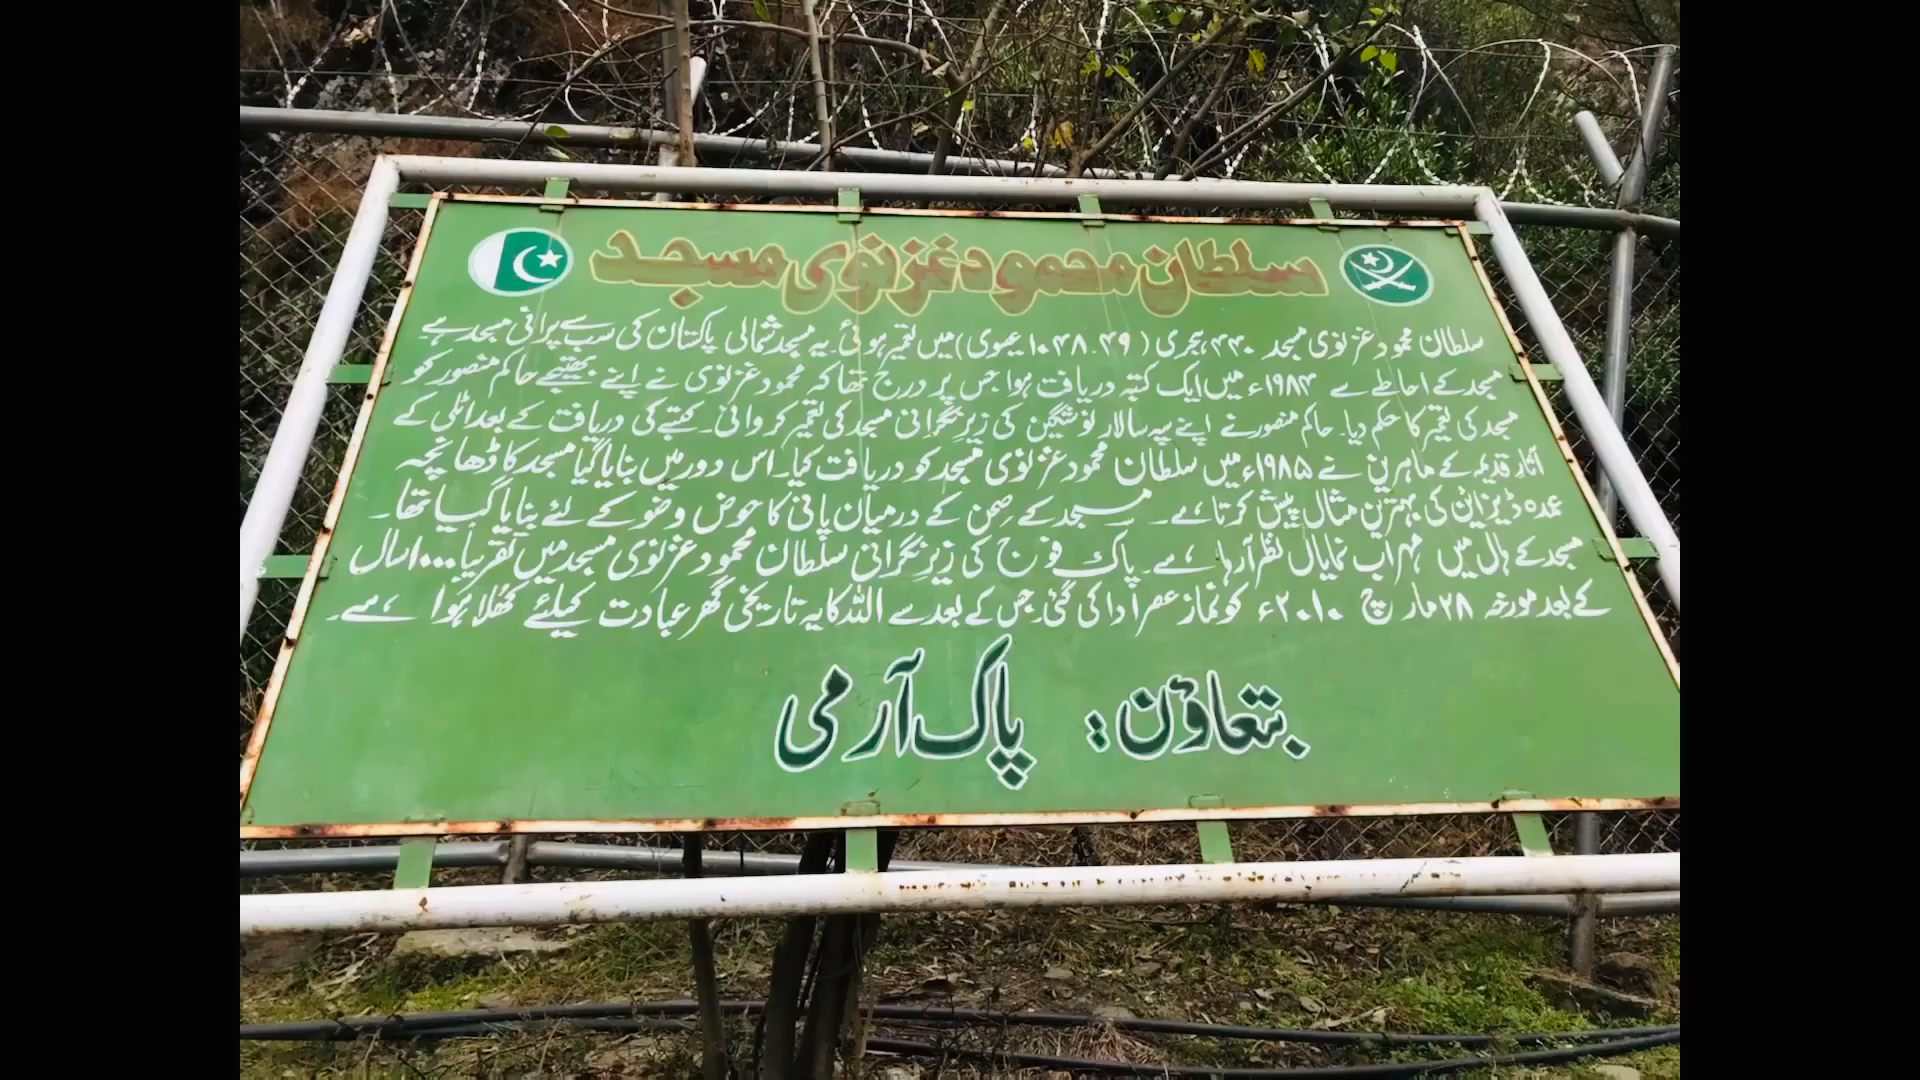 سلطان محمود غزنوی مسجد
سلطان محمود غزنوی مسجد ۴۴۰ ہجری (۴۹۔۱۰۴۸ عیسوی) میں تعمیر ہوئی۔ یہ مسجد شمالی پاکستان کی سب سے پرانی مسجد ہے
مسجد کے احاطے سے ۱۹۸۴ء میں ایک کتبہ دریافت ہوا جس پر درج تھا کہ محمود غزنوی نے اپنے بھتیجے حاکم منصور کو
مسجد کی تعمیر کا حکم دیا۔ حاکم منصور نے اپنے سپہ سالار نوشتگین کی زیرِ نگرانی مسجد کی تعمیر کروائی۔ کتبے کی دریافت کے بعد اٹلی کے
آثارِ قدیمہ کے ماہرین نے ۱۹۸۵ء میں سلطان محمود غزنوی مسجد کو دریافت کیا۔ اس دور میں بنایا گیا مسجد کا ڈھانچہ
عمدہ ڈیزائن کی بہترین مثال پیش کرتا ہے۔ مسجد کے صحن کے درمیان پانی کا حوض وضو کے لئے بنایا گیا تھا۔
مسجد کے ہال میں مہراب نمایاں نظر آ رہا ہے۔ پاک فوج کی زیرِ نگرانی سلطان محمود غزنوی مسجد میں تقریباً ۱۰۰۰ سال
کے بعد مورخہ ۲۸ مارچ ۲۰۱۰ء کو نماز عصر ادا کی گئی۔ جس کے بعد سے اللہ کا یہ تاریخی گھر عبادت کیلئے کھلا ہوا ہے۔
بتعاؤن: پاک آرمی